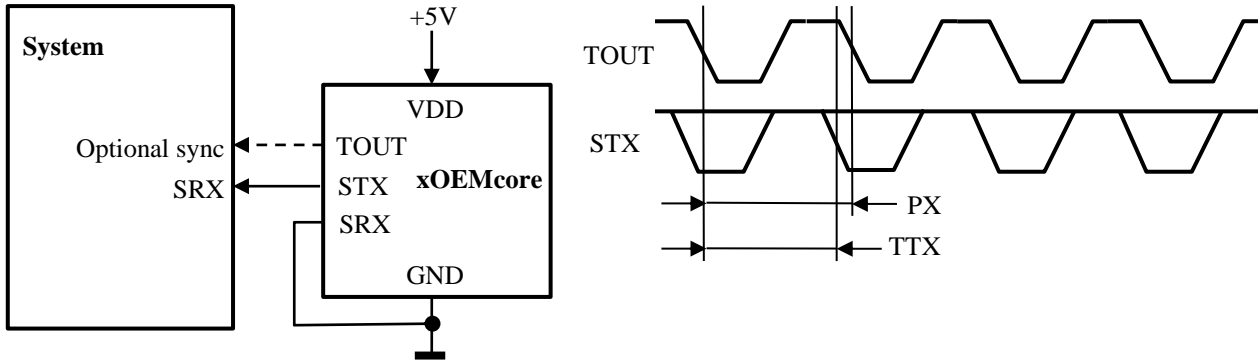 System
Optional sync
SRX
+5V
VDD
TOUT
xOEMcore
STX
SRX
GND
TOUT
STX
PX
TTX